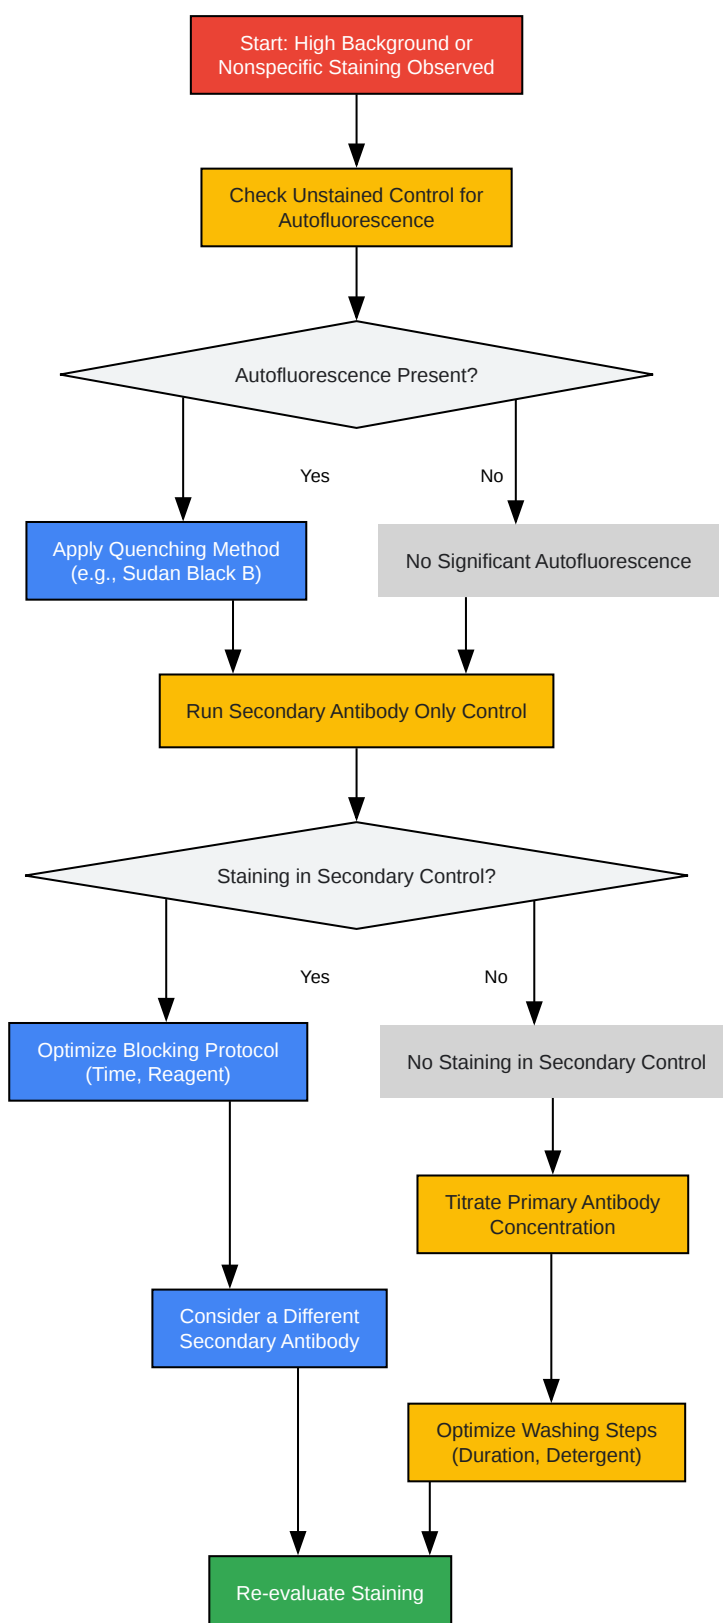 Start: High Background or
Nonspecific Staining Observed
Check Unstained Control for
Autofluorescence
Autofluorescence Present?
Yes
No
Apply Quenching Method
(e.g., Sudan Black B)
No Significant Autofluorescence
Run Secondary Antibody Only Control
Staining in Secondary Control?
Yes
No
Optimize Blocking Protocol
(Time, Reagent)
No Staining in Secondary Control
Titrate Primary Antibody
Concentration
Consider a Different
Secondary Antibody
Optimize Washing Steps
(Duration, Detergent)
Re-evaluate Staining